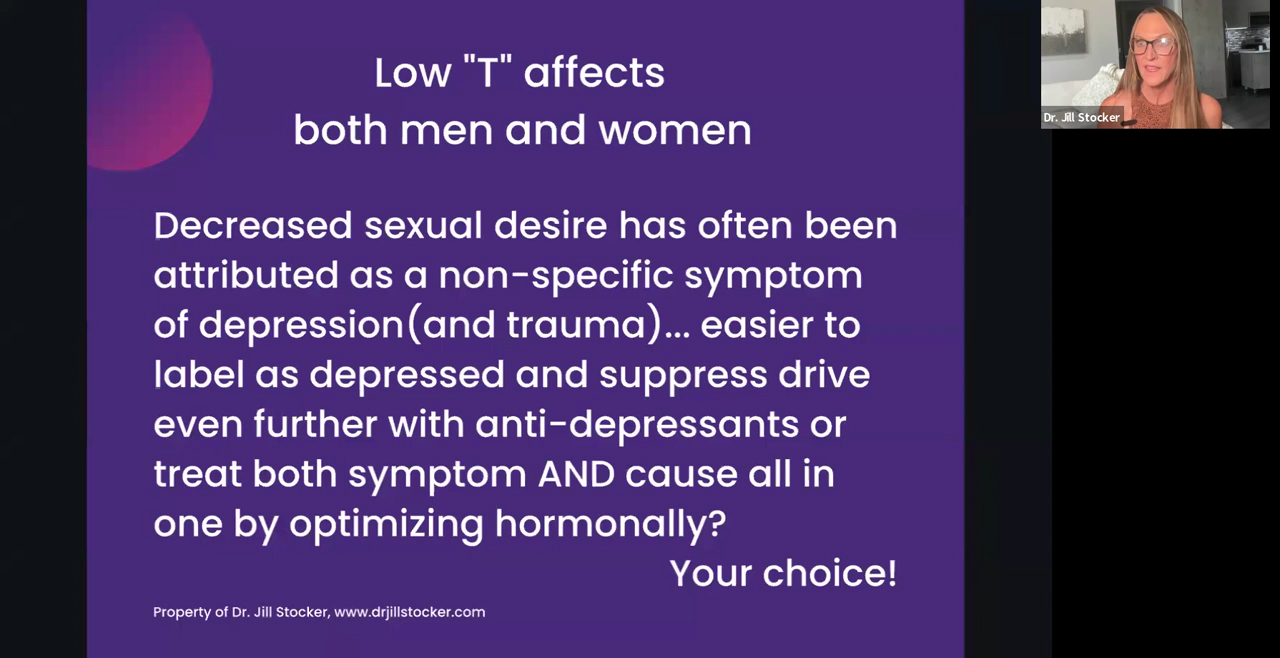 Low "T" affects
both men and women
Decreased sexual desire has often been
attributed as a non-specific symptom
of depression(and trauma)... easier to
label as depressed and suppress drive
even further with anti-depressants or
treat both symptom AND cause all in
one by optimizing hormonally?
Your choice!
Property of Dr. Jill Stocker, www.drjillstocker.com
Dr. Jill Stocker